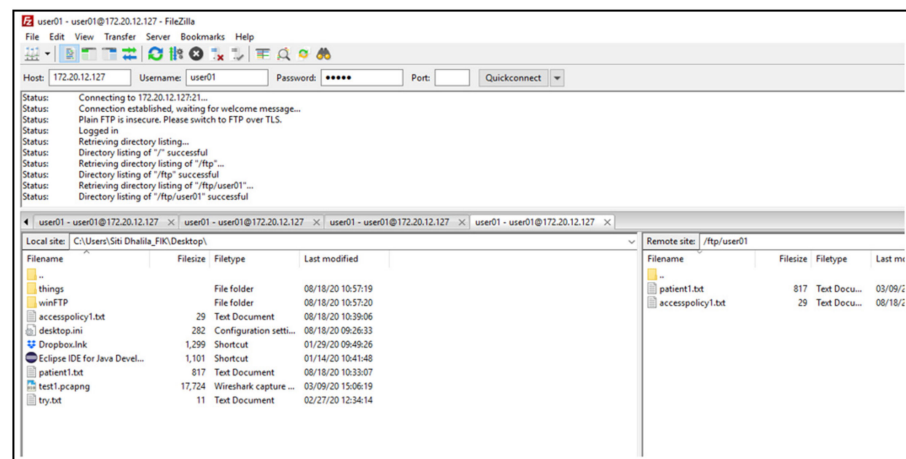 user01 - user01@172.20.12.127 - FileZilla
File Edit View Transfer Server Bookmarks Help
Host: 172.20.12.127 Username: user01 Password: ●●●●● Port: Quickconnect
Status: Connecting to 172.20.12.127:21...
Status: Connection established, waiting for welcome message...
Status: Plain FTP is insecure. Please switch to FTP over TLS.
Status: Logged in
Status: Retrieving directory listing...
Status: Directory listing of "/" successful
Status: Retrieving directory listing of "/ftp"...
Status: Directory listing of "/ftp" successful
Status: Retrieving directory listing of "/ftp/user01"...
Status: Directory listing of "/ftp/user01" successful
user01 - user01@172.20.12.127 × user01 - user01@172.20.12.127 × user01 - user01@172.20.12.127 × user01 - user01@172.20.12.127 ×
Local site: C:\Users\Siti Dhalila_FIK\Desktop\
Filename Filesize Filetype Last modified
..
things File folder 08/18/20 10:57:19
winFTP File folder 08/18/20 10:57:20
accesspolicy1.txt 29 Text Document 08/18/20 10:39:06
desktop.ini 282 Configuration setti... 08/18/20 09:26:33
Dropbox.lnk 1,299 Shortcut 01/29/20 09:49:26
Eclipse IDE for Java Devel... 1,101 Shortcut 01/14/20 10:41:48
patient1.txt 817 Text Document 08/18/20 10:33:07
test1.pcapng 17,724 Wireshark capture ... 03/09/20 15:06:19
try.txt 11 Text Document 02/27/20 12:34:14
Remote site: /ftp/user01
Filename Filesize Filetype Last mo
..
patient1.txt 817 Text Docu... 03/09/2
accesspolicy1.txt 29 Text Docu... 08/18/2